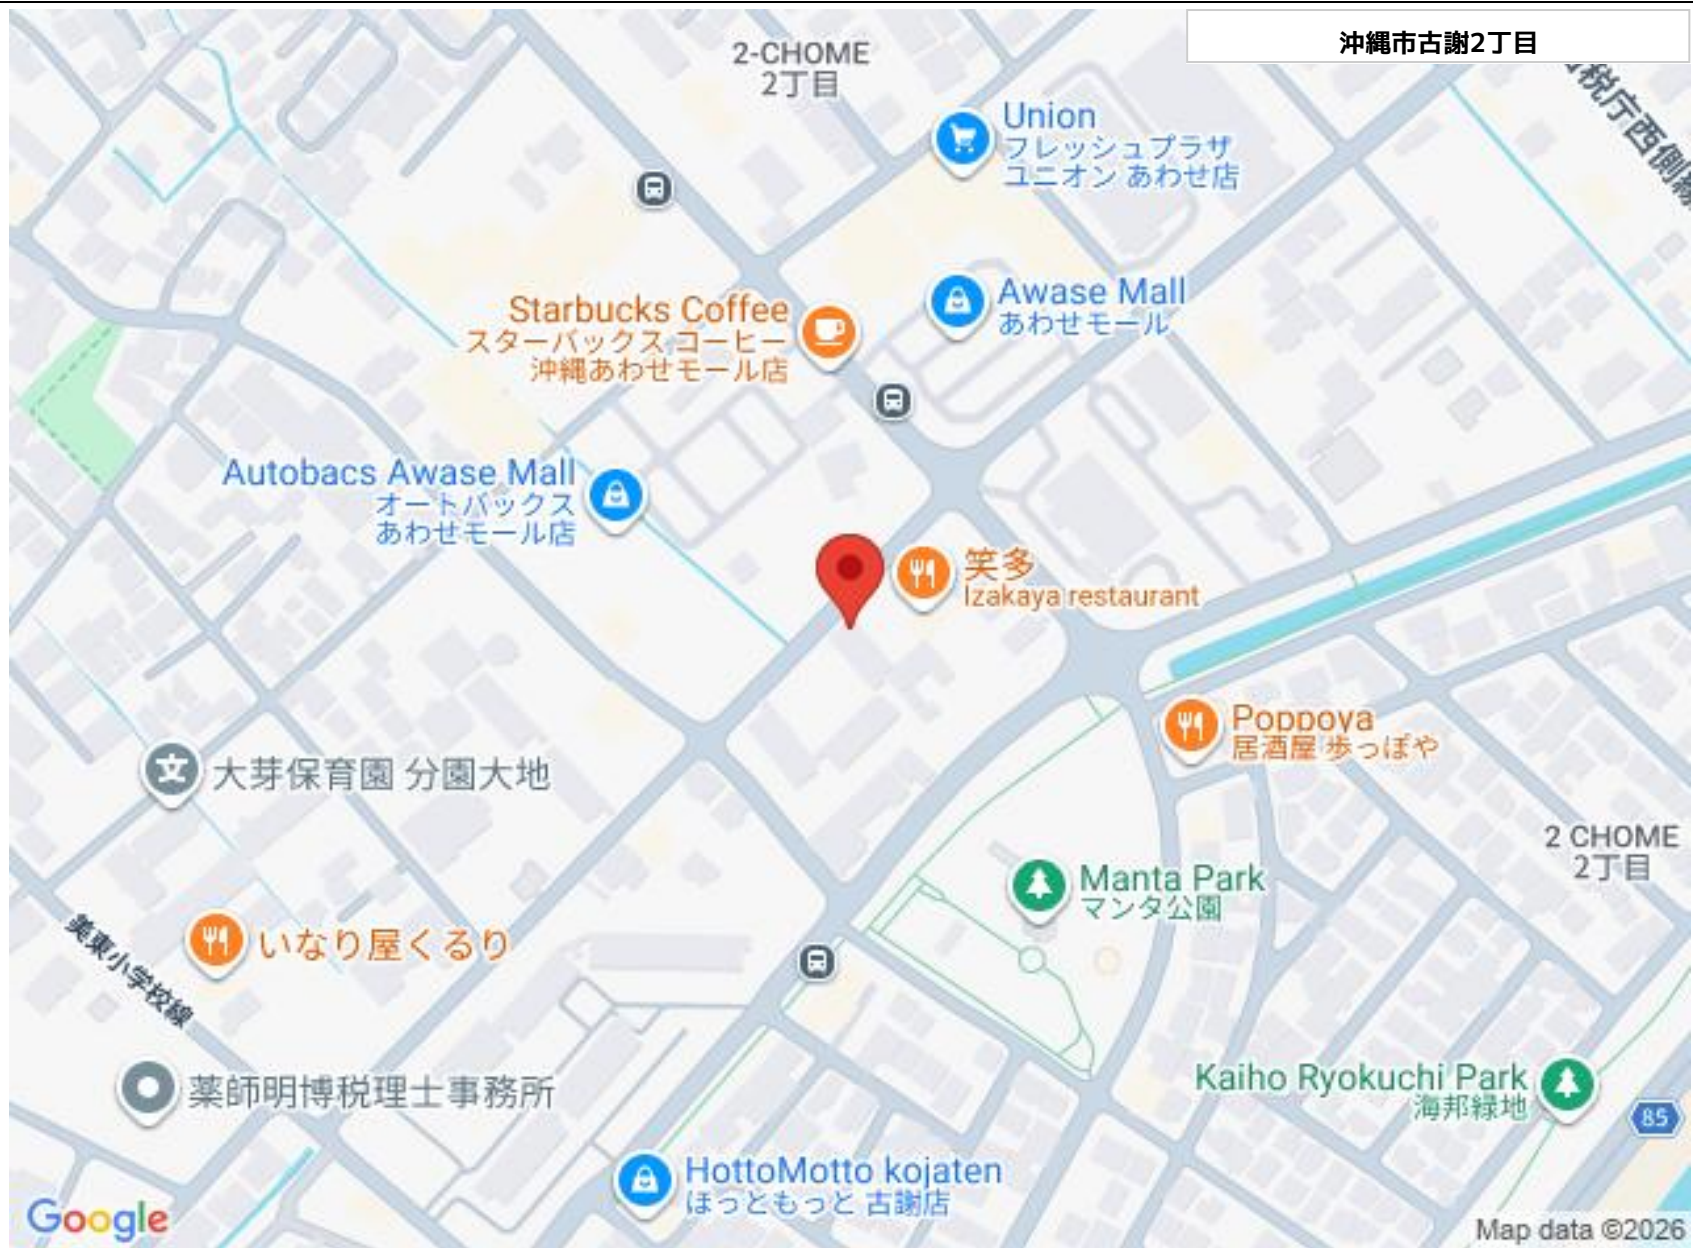 沖縄市古謝2丁目
2-CHOME
2丁目
税庁西側線
Union
フレッシュプラザ
ユニオン あわせ店
Awase Mall
あわせモール
Starbucks Coffee
スターバックス コーヒー
沖縄あわせモール店
Autobacs Awase Mall
オートバックス
あわせモール店
笑多
Izakaya restaurant
Poppoya
居酒屋 歩っぽや
大芽保育園 分園大地
2 CHOME
2丁目
Manta Park
マンタ公園
美東小学校線
いなり屋くるり
Kaiho Ryokuchi Park
海邦緑地
85
薬師明博税理士事務所
HottoMotto kojaten
ほっともっと 古謝店
Google
Map data ©2026